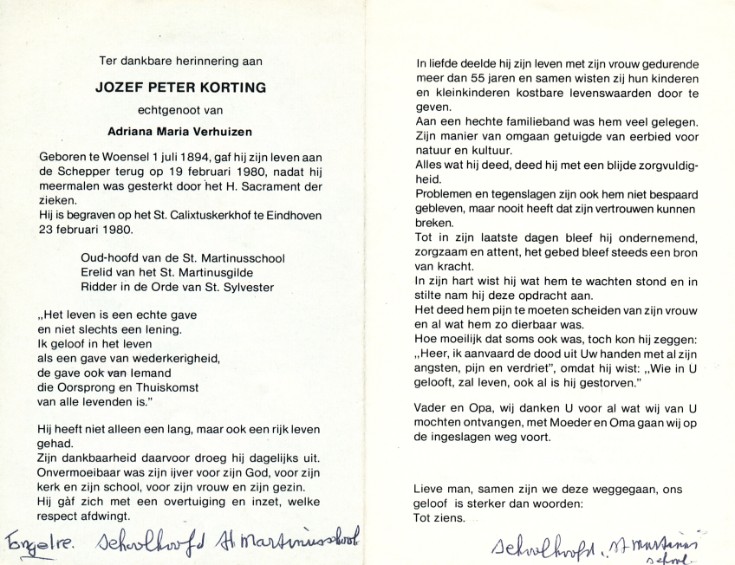 Ter dankbare herinnering aan
JOZEF PETER KORTING
echtgenoot van
Adriana Maria Verhuizen
Geboren te Woensel 1 juli 1894, gaf hij zijn leven aan
de Schepper terug op 19 februari 1980, nadat hij
meermalen was gesterkt door het H. Sacrament der
zieken.
Hij is begraven op het St. Calixtuskerkhof te Eindhoven
23 februari 1980.
Oud-hoofd van de St. Martinusschool
Erelid van het St. Martinusgilde
Ridder in de Orde van St. Sylvester
„Het leven is een echte gave
en niet slechts een lening.
Ik geloof in het leven
als een gave van wederkerigheid,
de gave ook van Iemand
die Oorsprong en Thuiskomst
van alle levenden is."
Hij heeft niet alleen een lang, maar ook een rijk leven
gehad.
Zijn dankbaarheid daarvoor droeg hij dagelijks uit.
Onvermoeibaar was zijn ijver voor zijn God, voor zijn
kerk en zijn school, voor zijn vrouw en zijn gezin.
Hij gàf zich met een overtuiging en inzet, welke
respect afdwingt.
Tongelre. Schoolhoofd St Martinusschool
In liefde deelde hij zijn leven met zijn vrouw gedurende
meer dan 55 jaren en samen wisten zij hun kinderen
en kleinkinderen kostbare levenswaarden door te
geven.
Aan een hechte familieband was hem veel gelegen.
Zijn manier van omgaan getuigde van eerbied voor
natuur en kultuur.
Alles wat hij deed, deed hij met een blijde zorgvuldig-
heid.
Problemen en tegenslagen zijn ook hem niet bespaard
gebleven, maar nooit heeft dat zijn vertrouwen kunnen
breken.
Tot in zijn laatste dagen bleef hij ondernemend,
zorgzaam en attent, het gebed bleef steeds een bron
van kracht.
In zijn hart wist hij wat hem te wachten stond en in
stilte nam hij deze opdracht aan.
Het deed hem pijn te moeten scheiden van zijn vrouw
en al wat hem zo dierbaar was.
Hoe moeilijk dat soms ook was, toch kon hij zeggen:
„Heer, ik aanvaard de dood uit Uw handen met al zijn
angsten, pijn en verdriet", omdat hij wist: „Wie in U
gelooft, zal leven, ook al is hij gestorven."
Vader en Opa, wij danken U voor al wat wij van U
mochten ontvangen, met Moeder en Oma gaan wij op
de ingeslagen weg voort.
Lieve man, samen zijn we deze weggegaan, ons
geloof is sterker dan woorden:
Tot ziens.
Schoolhoofd. St Martinus
school